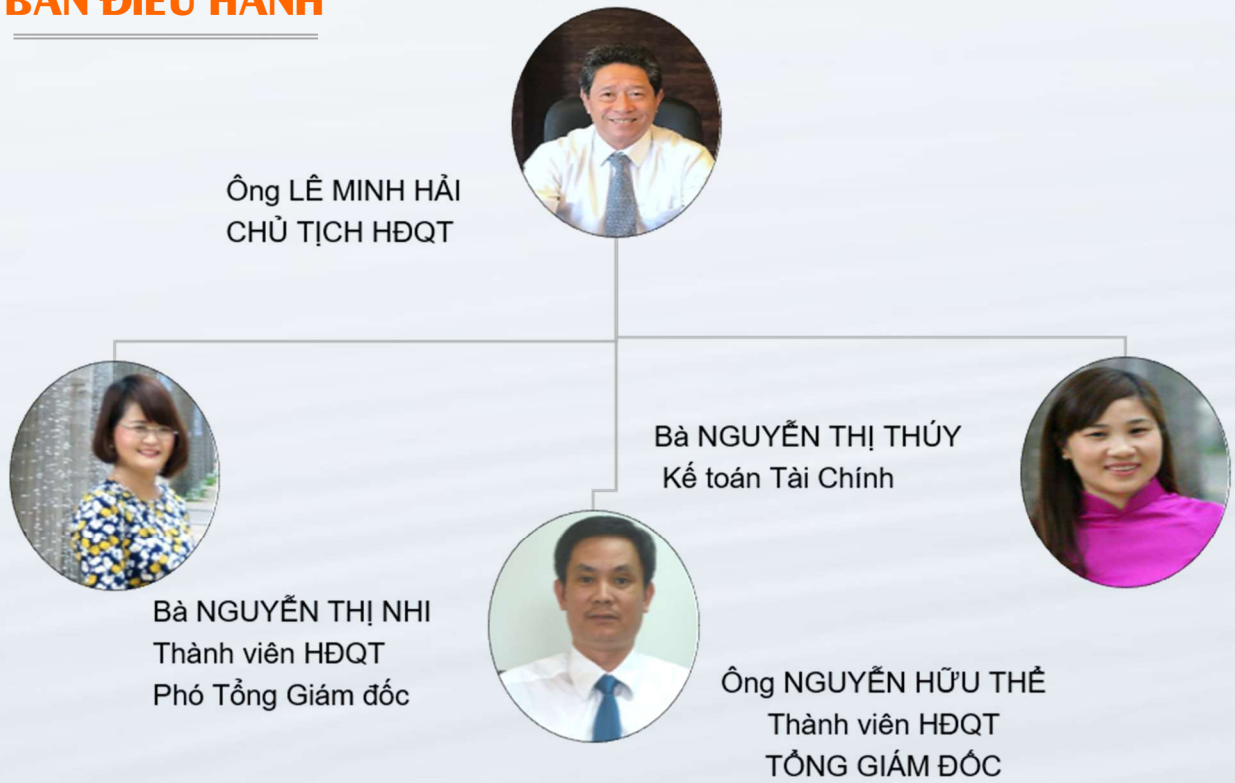 BAN ĐIỀU HÀNH
Ông LÊ MINH HẢI
CHỦ TỊCH HĐQT
Bà NGUYỄN THỊ THÚY
Kế toán Tài Chính
Bà NGUYỄN THỊ NHI
Thành viên HĐQT
Phó Tổng Giám đốc
Ông NGUYỄN HỮU THỂ
Thành viên HĐQT
TỔNG GIÁM ĐỐC